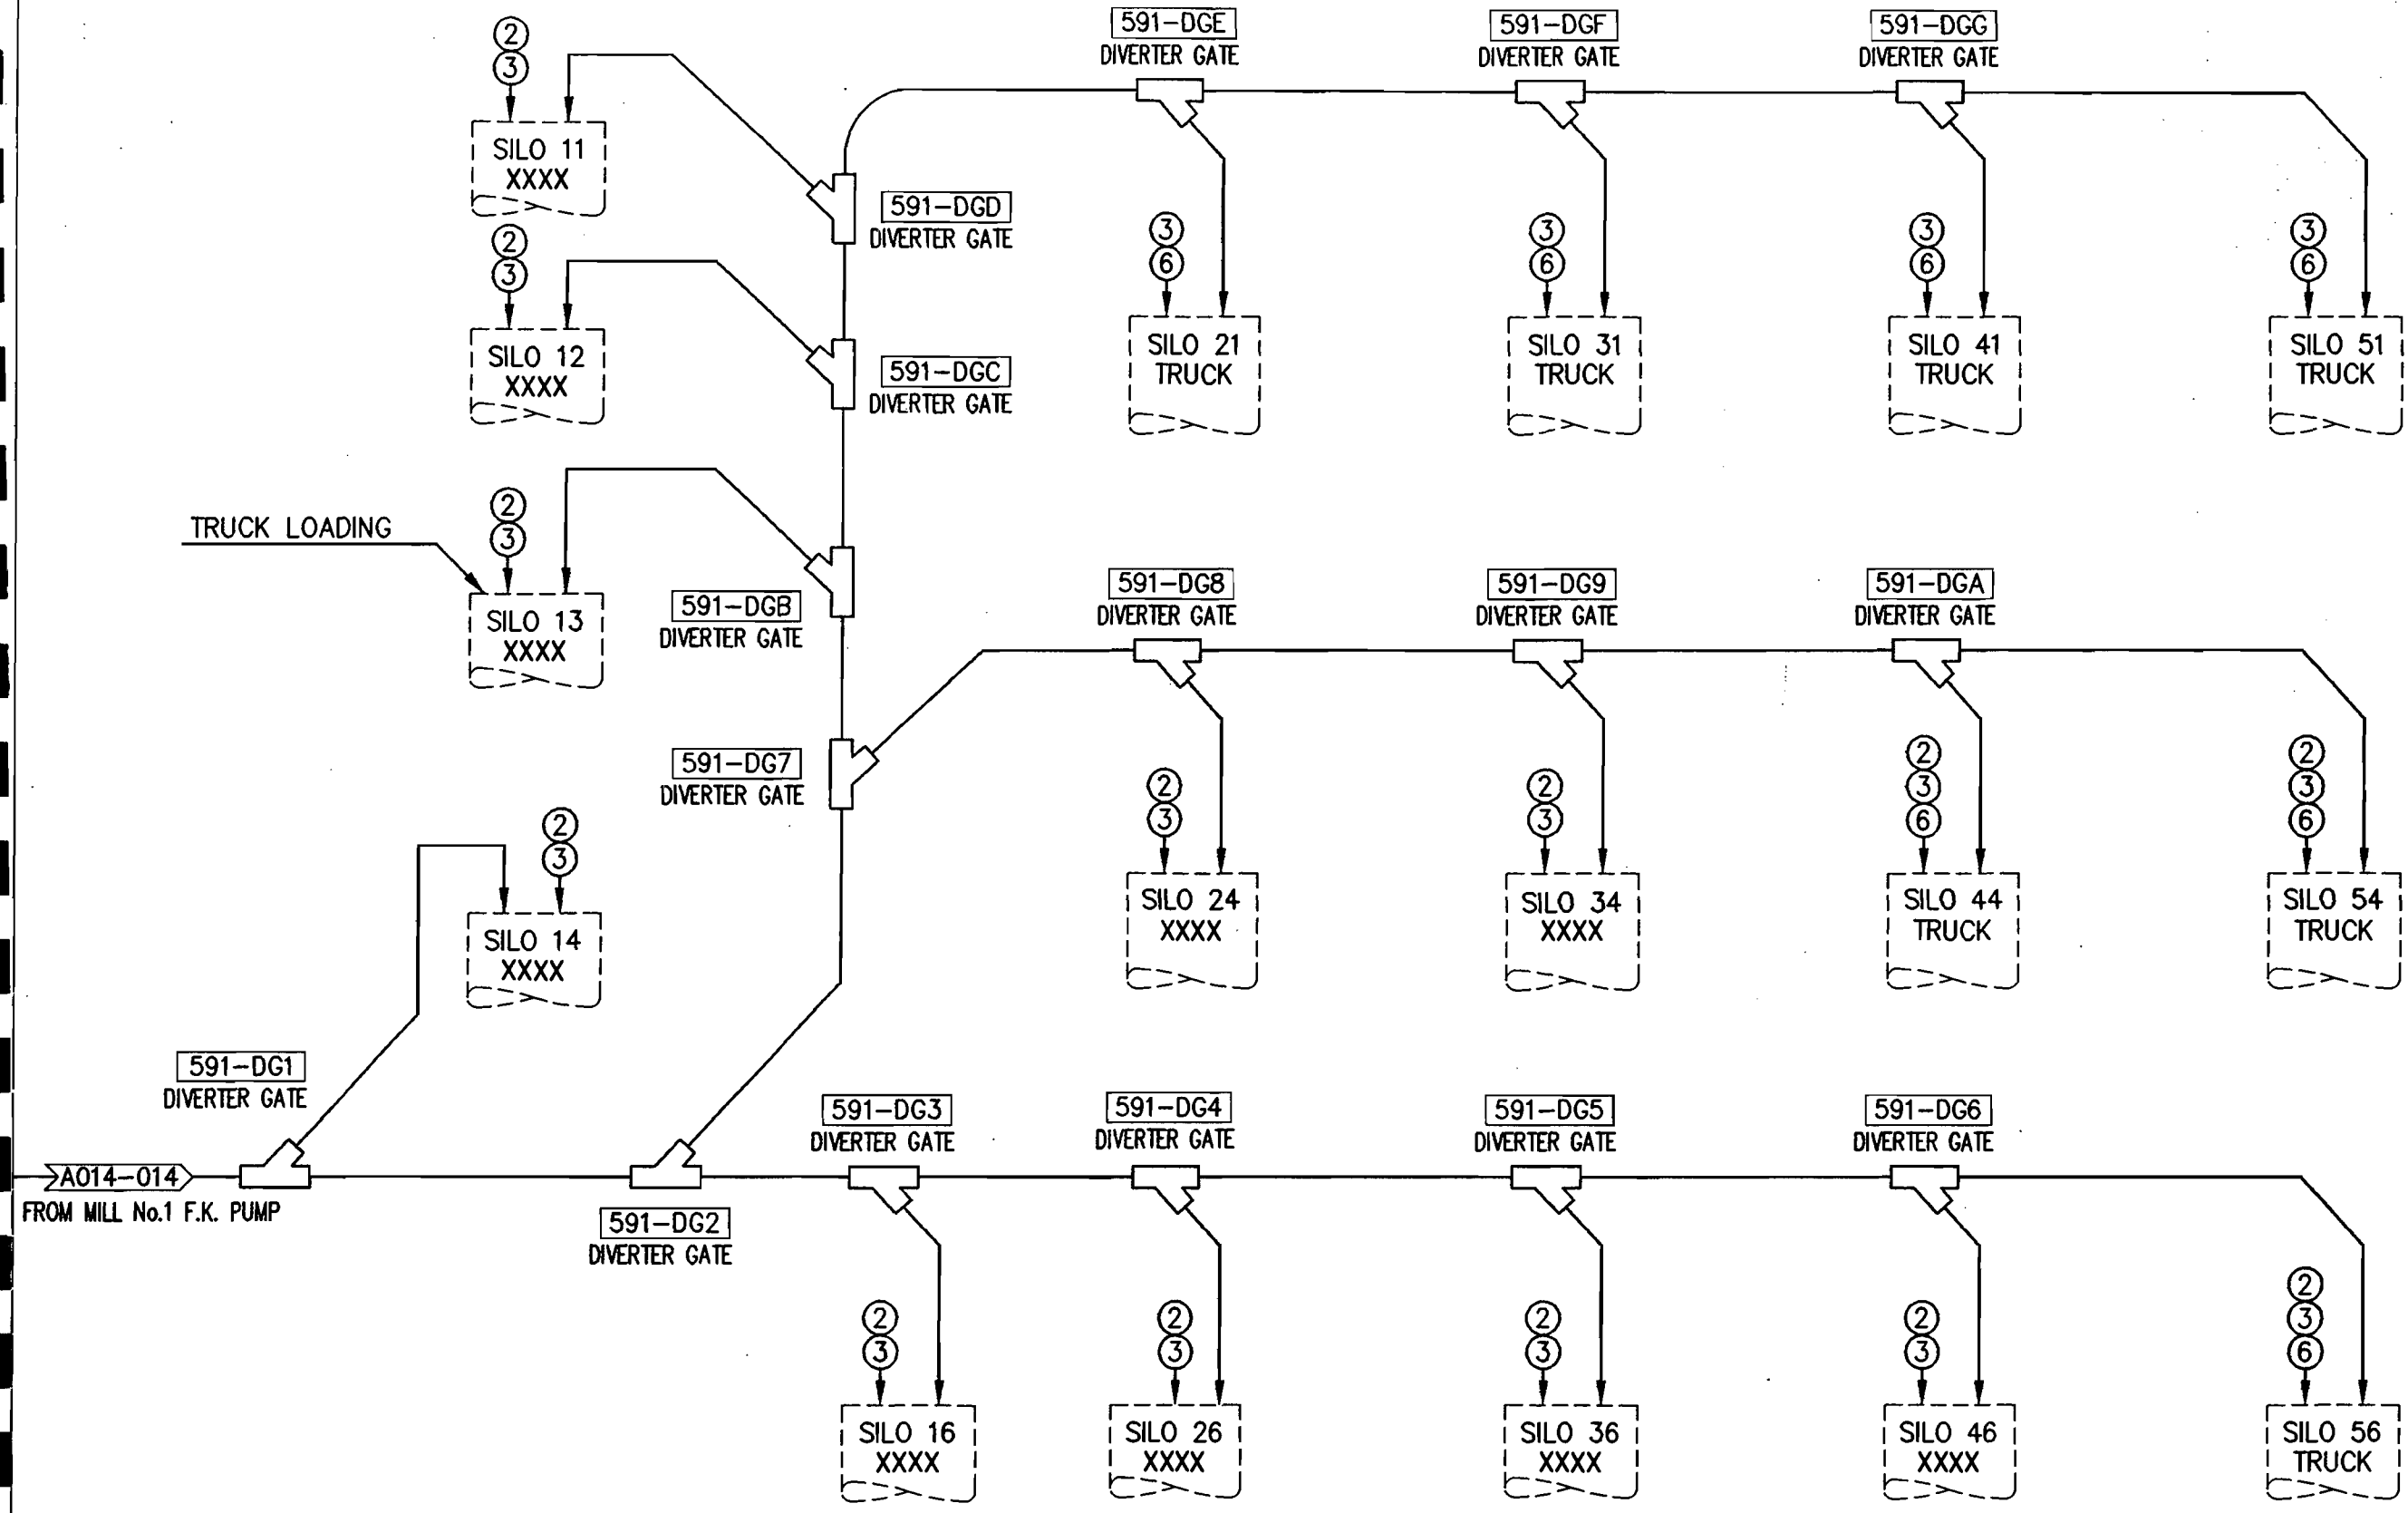 591-DGE
DIVERTER GATE
591-DGF
DIVERTER GATE
591-DGG
DIVERTER GATE
2
3
SILO 11
XXXX
591-DGD
DIVERTER GATE
2
3
SILO 12
XXXX
591-DGC
DIVERTER GATE
3
6
SILO 21
TRUCK
3
6
SILO 31
TRUCK
3
6
SILO 41
TRUCK
3
6
SILO 51
TRUCK
TRUCK LOADING
2
3
SILO 13
XXXX
591-DGB
DIVERTER GATE
591-DG8
DIVERTER GATE
591-DG9
DIVERTER GATE
591-DGA
DIVERTER GATE
591-DG7
DIVERTER GATE
2
3
SILO 14
XXXX
2
3
SILO 24
XXXX
2
3
SILO 34
XXXX
2
3
6
SILO 44
TRUCK
2
3
6
SILO 54
TRUCK
591-DG1
DIVERTER GATE
A014-014
FROM MILL No.1 F.K. PUMP
591-DG2
DIVERTER GATE
591-DG3
DIVERTER GATE
591-DG4
DIVERTER GATE
591-DG5
DIVERTER GATE
591-DG6
DIVERTER GATE
2
3
SILO 16
XXXX
2
3
SILO 26
XXXX
2
3
SILO 36
XXXX
2
3
SILO 46
XXXX
2
3
6
SILO 56
TRUCK